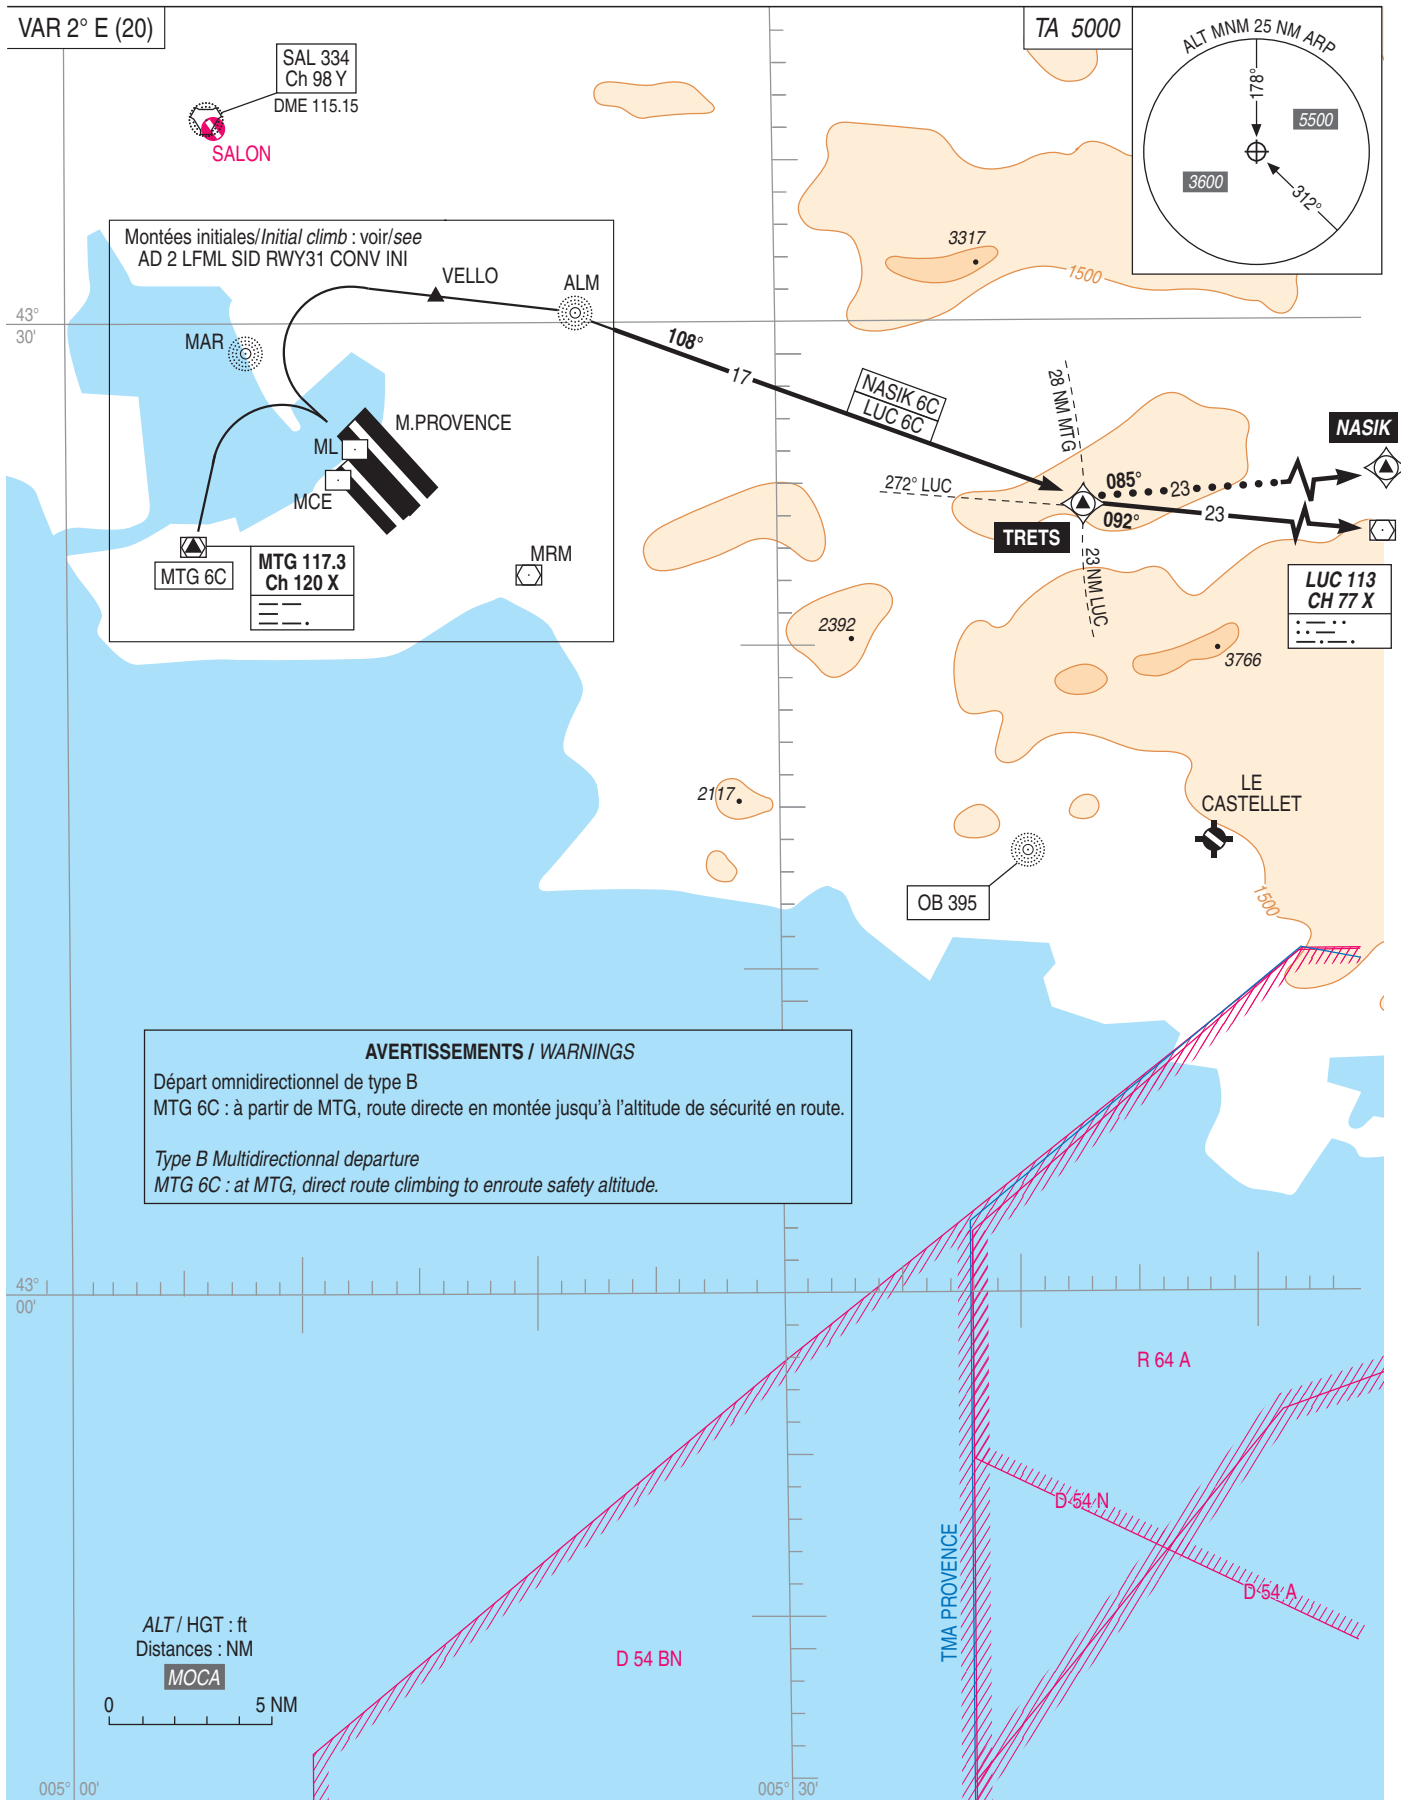 VAR 2° E (20)
TA 5000
ALT MNM 25 NM ARP
178°
5500
3600
312°
SAL 334
Ch 98 Y
DME 115.15
SALON
Montées initiales/Initial climb : voir/see
AD 2 LFML SID RWY31 CONV INI
VELLO
ALM
3317
1500
43°
30'
MAR
108°
17
NASIK 6C
LUC 6C
28 NM MTG
M.PROVENCE
ML
MCE
NASIK
272° LUC
085°
23
092°
23
TRETS
23 NM LUC
MTG 6C
MTG 117.3
Ch 120 X
MRM
LUC 113
CH 77 X
2392
3766
2117
LE
CASTELLET
OB 395
1500
AVERTISSEMENTS / WARNINGS
Départ omnidirectionnel de type B
MTG 6C : à partir de MTG, route directe en montée jusqu'à l'altitude de sécurité en route.
Type B Multidirectionnal departure
MTG 6C : at MTG, direct route climbing to enroute safety altitude.
43°
00'
R 64 A
D 54 N
D 54 A
TMA PROVENCE
D 54 BN
ALT / HGT : ft
Distances : NM
MOCA
0 5 NM
005° 00'
005° 30'